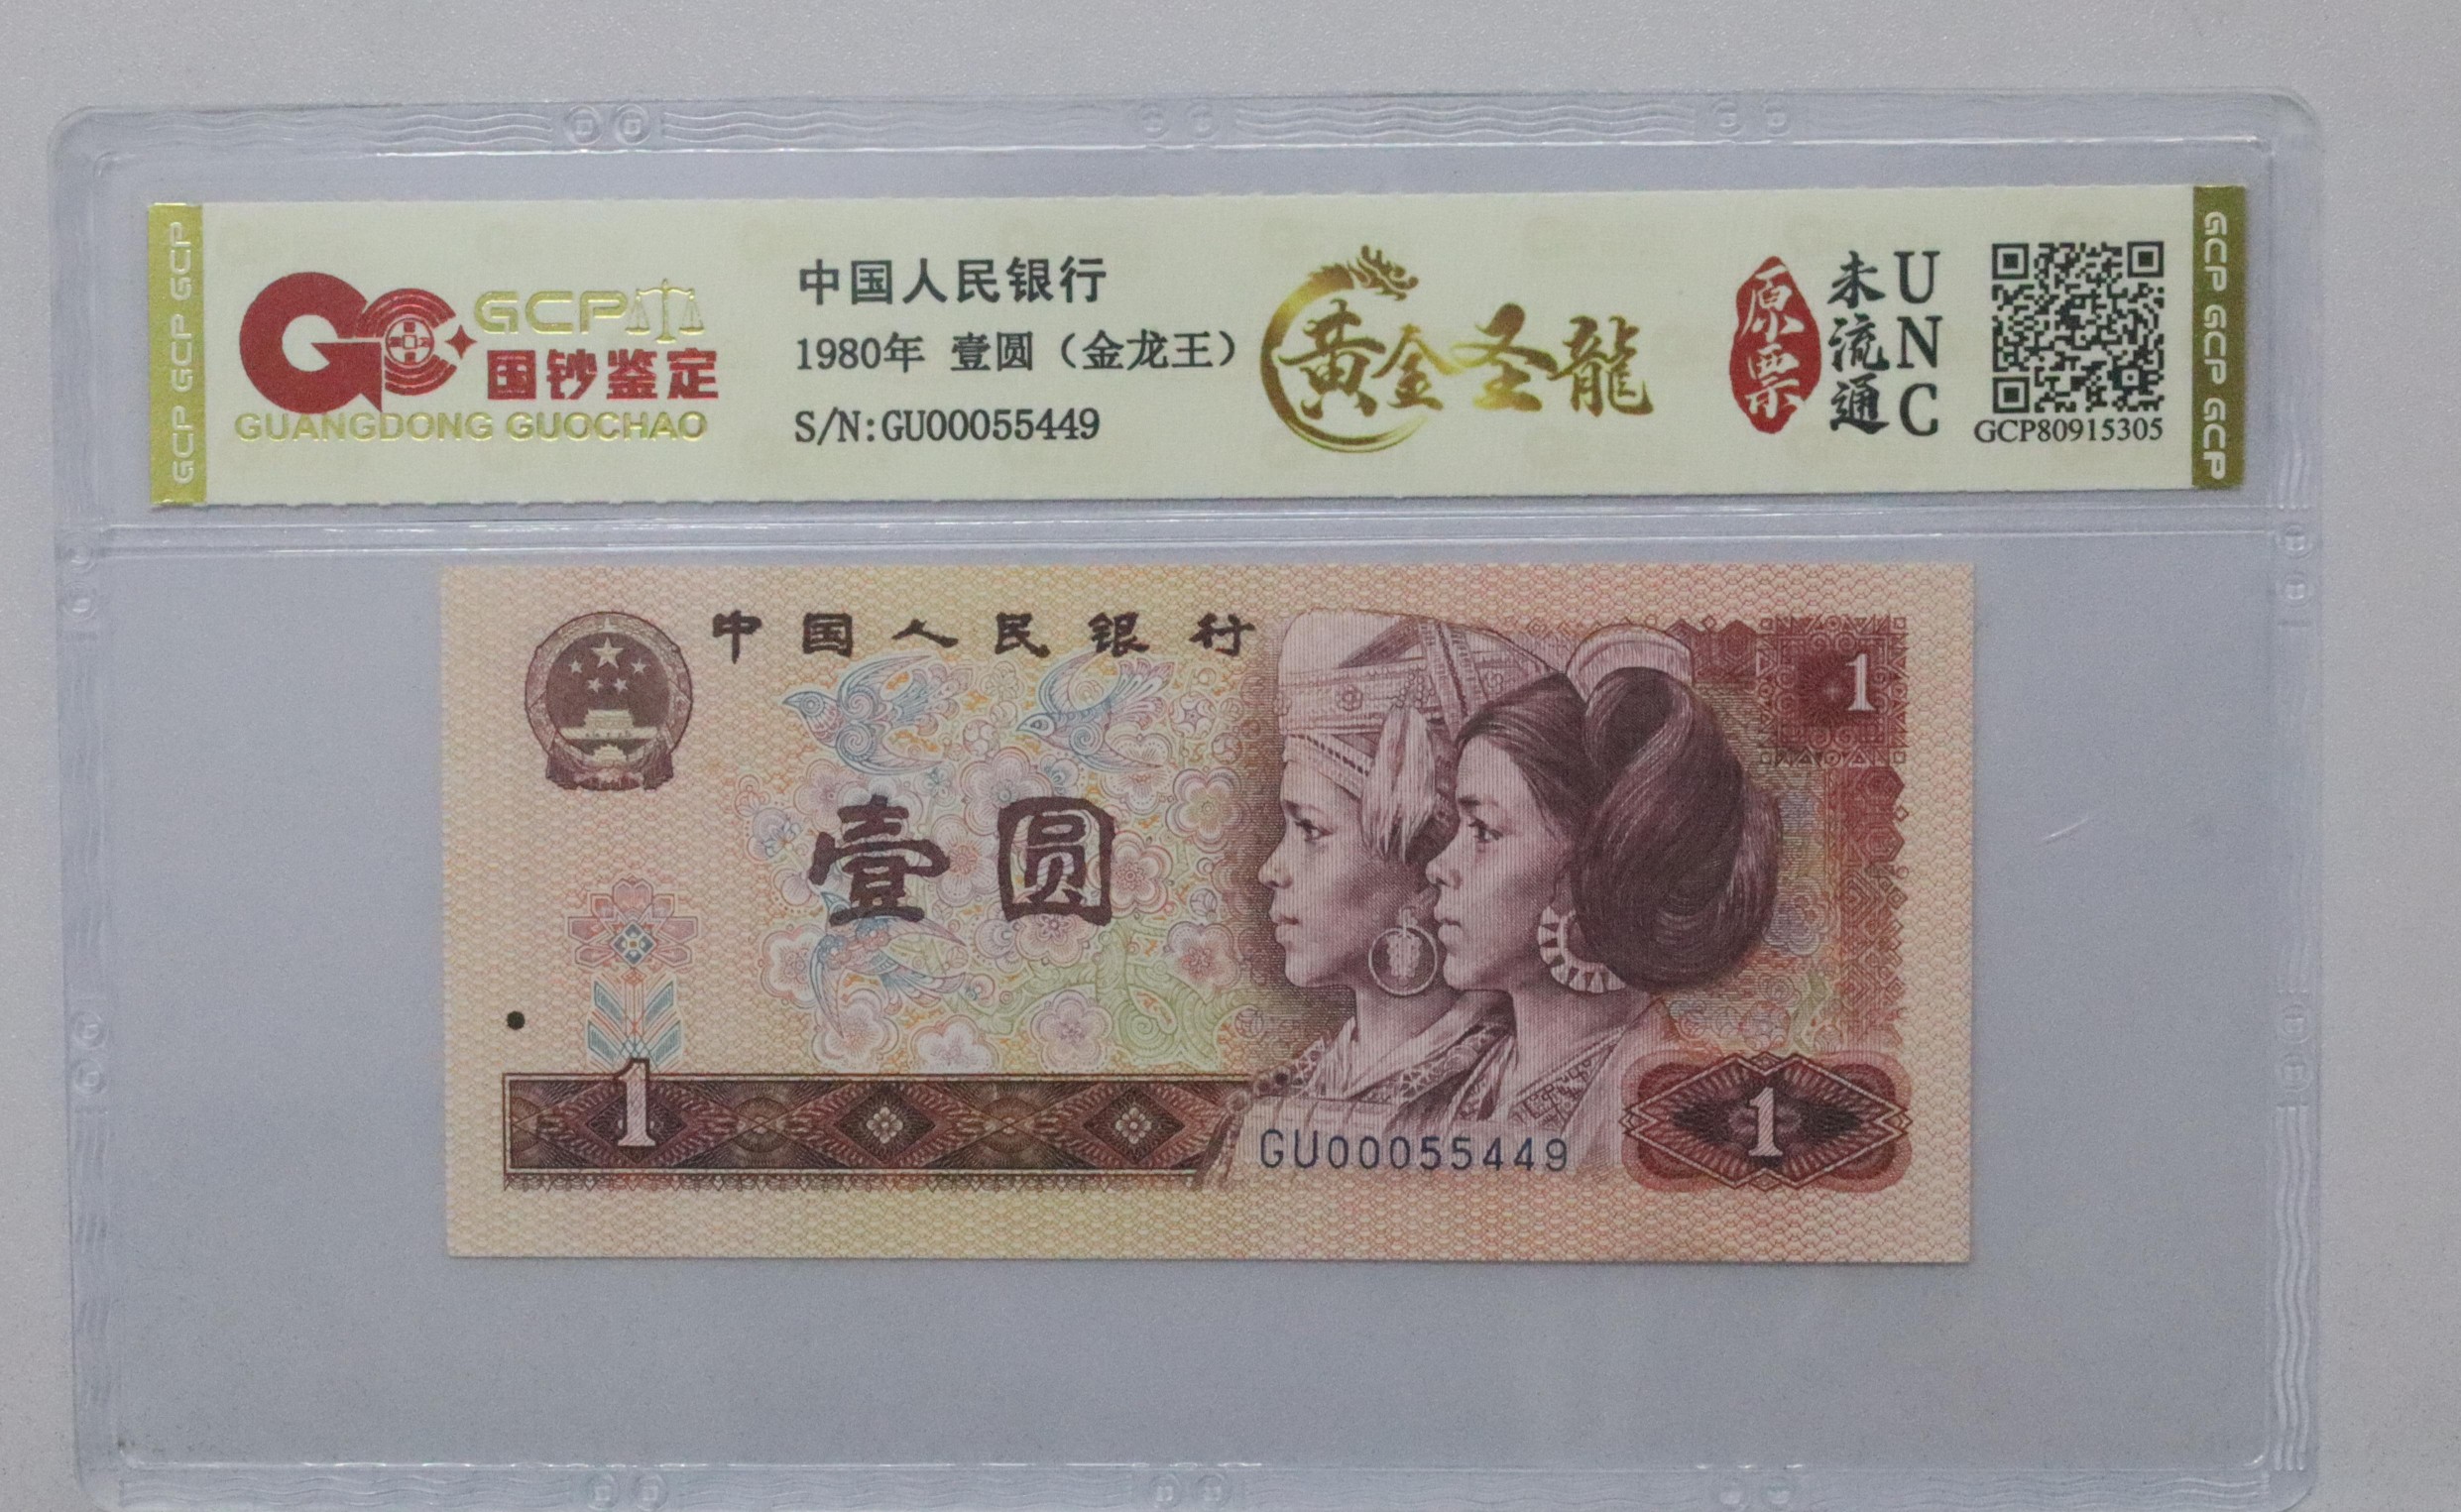 GCP GCP GCP
GCP
国钞鉴定
GUANGDONG GUOCHAO
中国人民银行
1980年 壹圆（金龙王）
S/N:GU00055449
黄金圣龍
原票
未流通
UNC
GCP80915305
GCP GCP GCP GCP
中国人民银行
1
壹圆
1
GU00055449
1